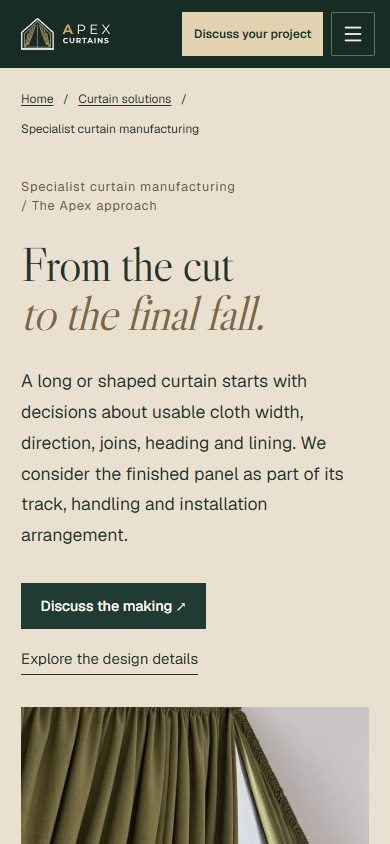 APEX
CURTAINS
Discuss your project
Home / Curtain solutions /
Specialist curtain manufacturing
Specialist curtain manufacturing
/ The Apex approach
From the cut
to the final fall.
A long or shaped curtain starts with
decisions about usable cloth width,
direction, joins, heading and lining. We
consider the finished panel as part of its
track, handling and installation
arrangement.
Discuss the making ↗
Explore the design details